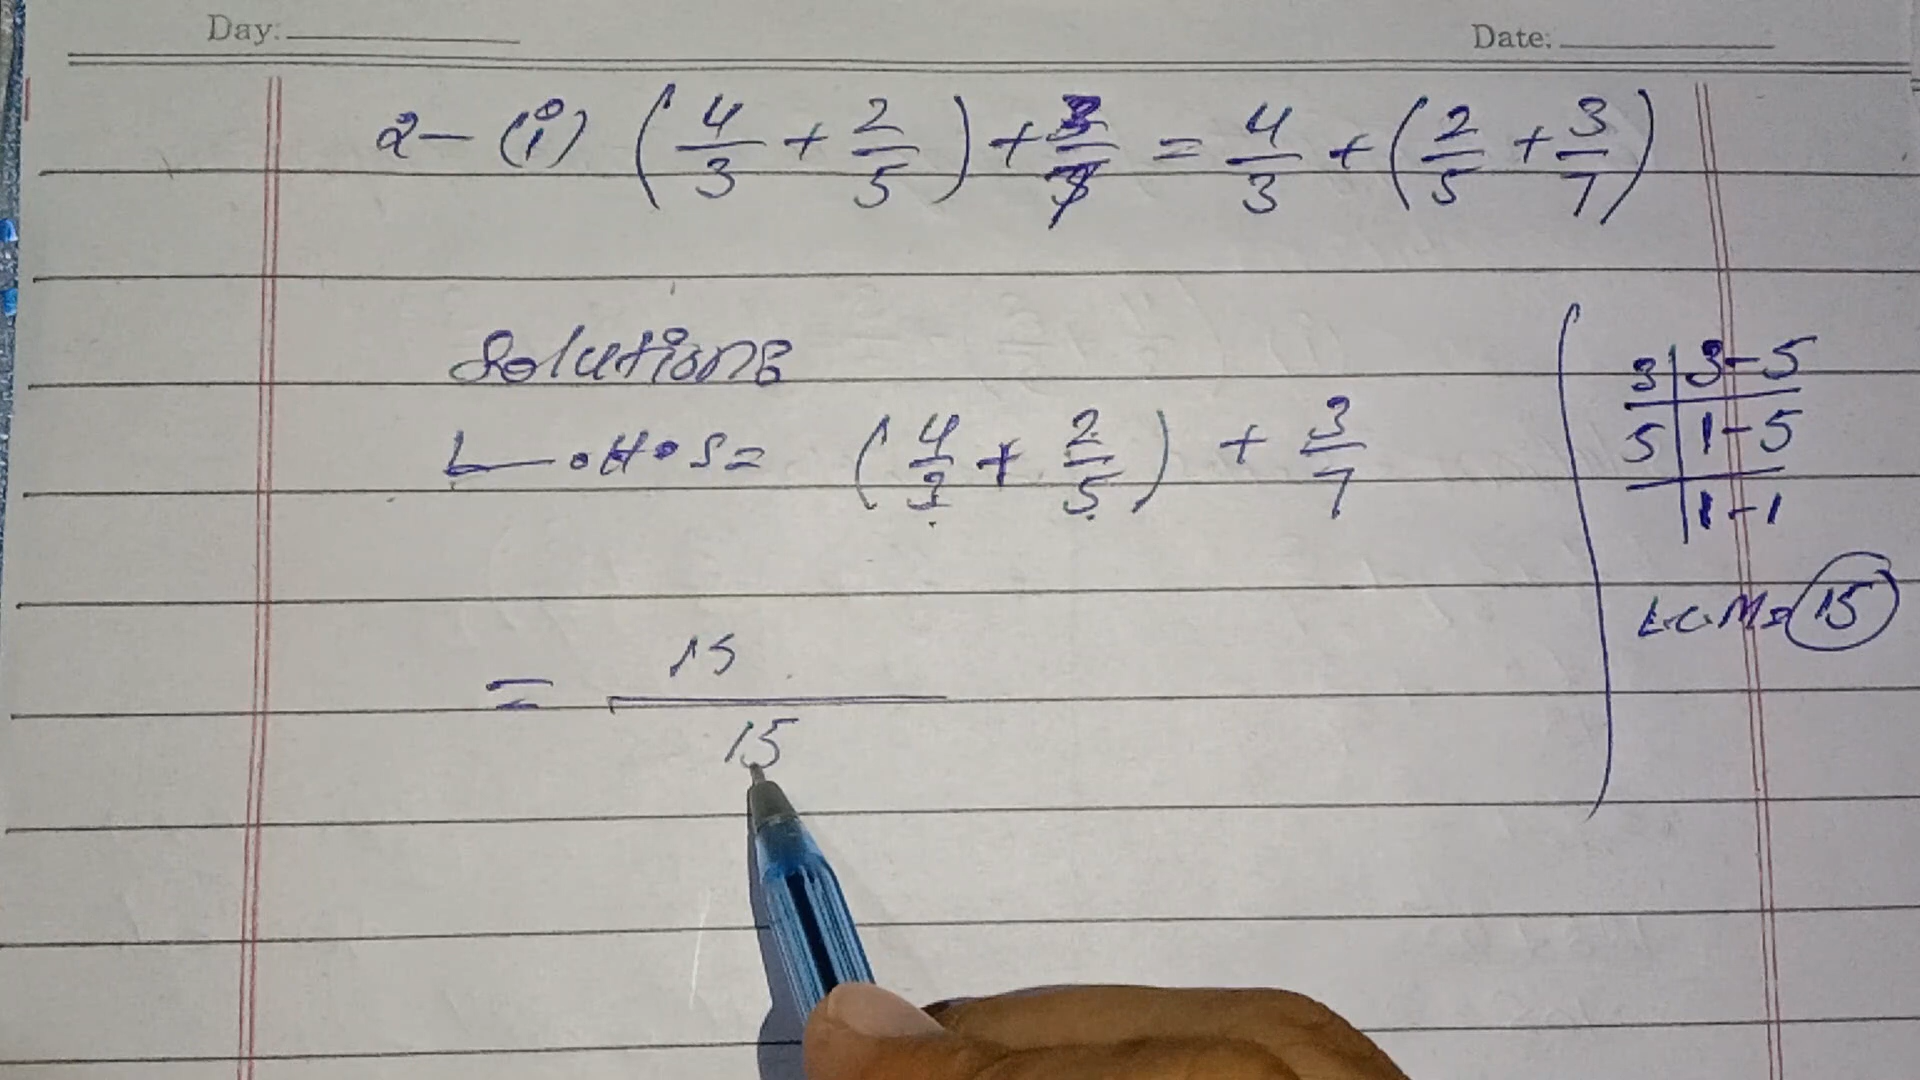 Day: Date:
2- (i) (4/3 + 2/5) + 3/7 = 4/3 + (2/5 + 3/7)
Solution:
L.H.S = (4/3 + 2/5) + 3/7
3 | 3 - 5
5 | 1 - 5
1 - 1
L.C.M = 15
= 15/15